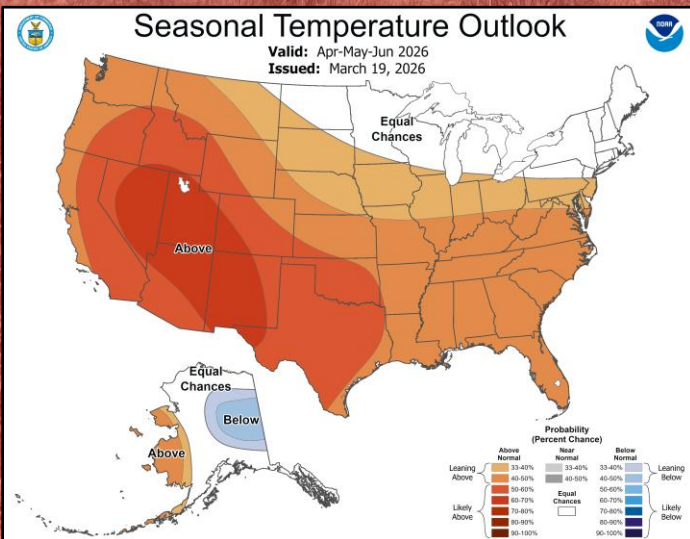 Seasonal Temperature Outlook
Valid: Apr-May-Jun 2026
Issued: March 19, 2026
NOAA
Equal
Chances
Above
Equal
Chances
Below
Above
Probability
(Percent Chance)
Above
Normal
Near
Normal
Below
Normal
Leaning
Above
33-40%
33-40%
33-40%
Leaning
Below
40-50%
40-50%
40-50%
Likely
Above
50-60%
Equal
Chances
50-60%
Likely
Below
60-70%
60-70%
70-80%
70-80%
80-90%
80-90%
90-100%
90-100%